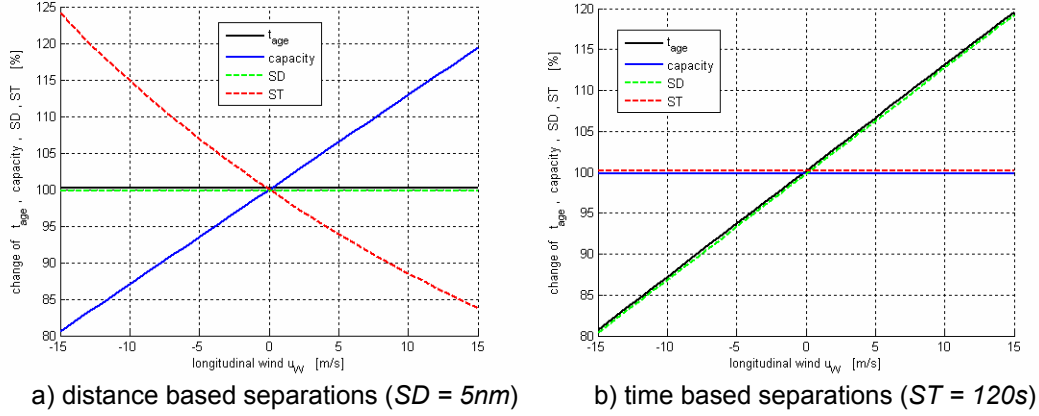 125
120
115
110
105
100
95
90
85
80
-15
-10
-5
0
5
10
15
change of t_age , capacity , SD , ST [%]
longitudinal wind u_W [m/s]
t_age
capacity
SD
ST
a) distance based separations (SD = 5nm)
120
115
110
105
100
95
90
85
80
-15
-10
-5
0
5
10
15
change of t_age , capacity , SD , ST [%]
longitudinal wind u_W [m/s]
t_age
capacity
SD
ST
b) time based separations (ST = 120s)